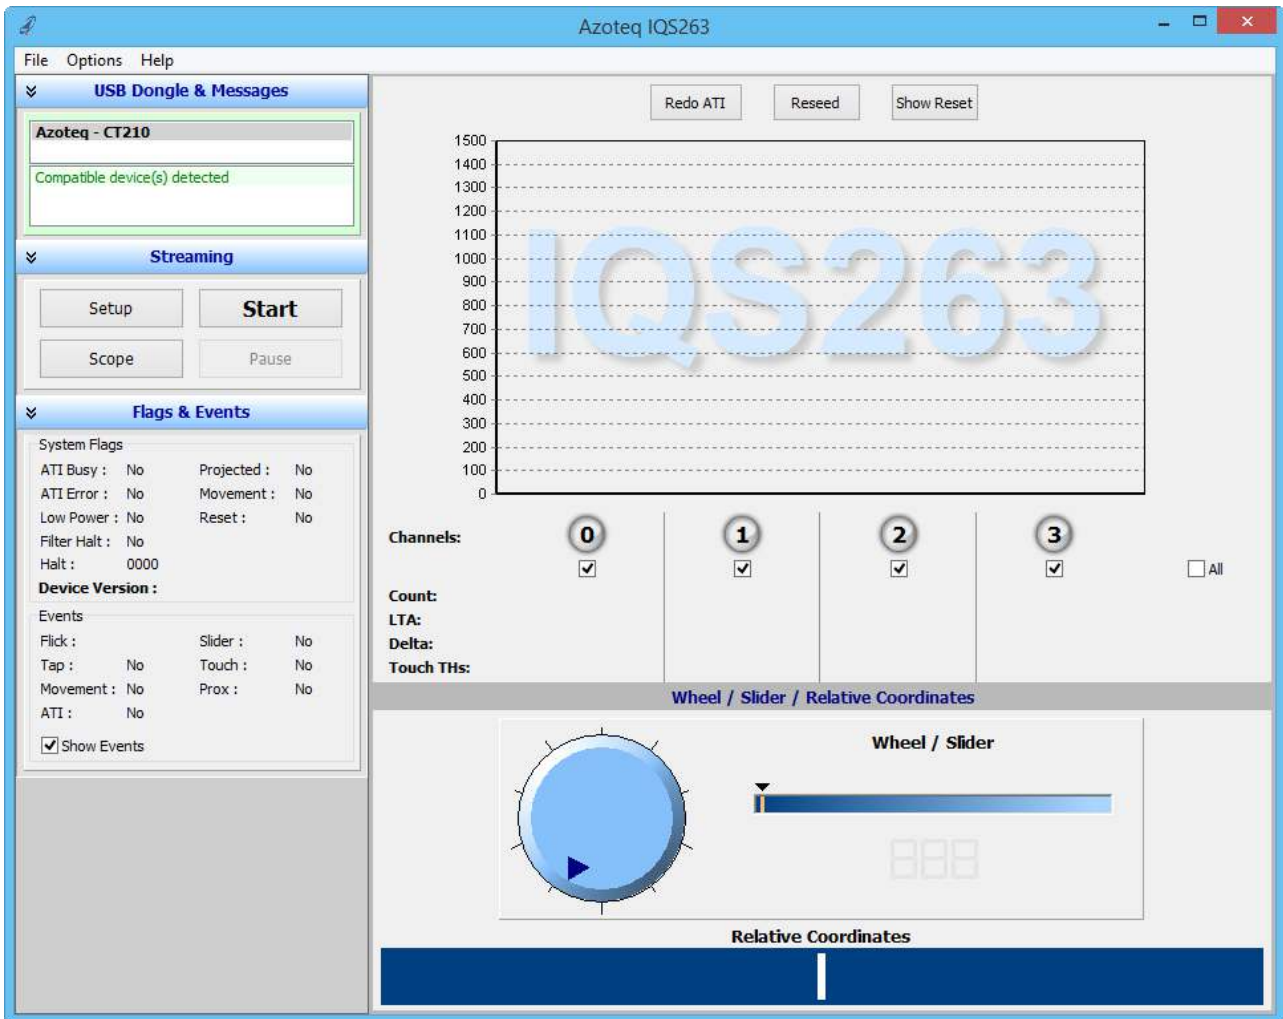 Azoteq IQS263
File Options Help
USB Dongle & Messages
Azoteq - CT210
Compatible device(s) detected
Streaming
Setup Start
Scope Pause
Flags & Events
System Flags
ATI Busy : No Projected : No
ATI Error : No Movement : No
Low Power : No Reset : No
Filter Halt : No
Halt : 0000
Device Version :
Events
Flick : Slider : No
Tap : No Touch : No
Movement : No Prox : No
ATI : No
Show Events
Redo ATI Reseed Show Reset
1500
1400
1300
1200
1100
1000
900
800
700
600
500
400
300
200
100
0
IQS263
Channels: 0 1 2 3
All
Count:
LTA:
Delta:
Touch THs:
Wheel / Slider / Relative Coordinates
Wheel / Slider
888
Relative Coordinates